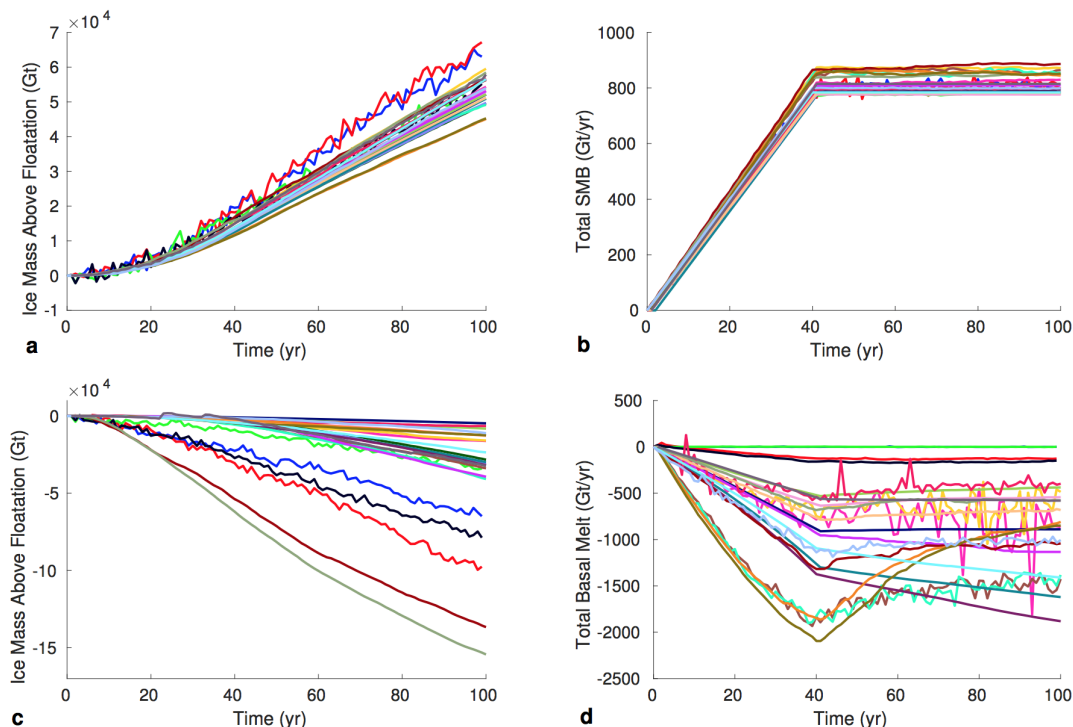 ×10 4
Ice Mass Above Floatation (Gt)
7
6
5
4
3
2
1
0
-1
0 20 40 60 80 100
Time (yr)
a
Total SMB (Gt/yr)
1000
800
600
400
200
0
0 20 40 60 80 100
Time (yr)
b
×10 4
Ice Mass Above Floatation (Gt)
0
-5
-10
-15
0 20 40 60 80 100
Time (yr)
c
Total Basal Melt (Gt/yr)
500
0
-500
-1000
-1500
-2000
-2500
0 20 40 60 80 100
Time (yr)
d